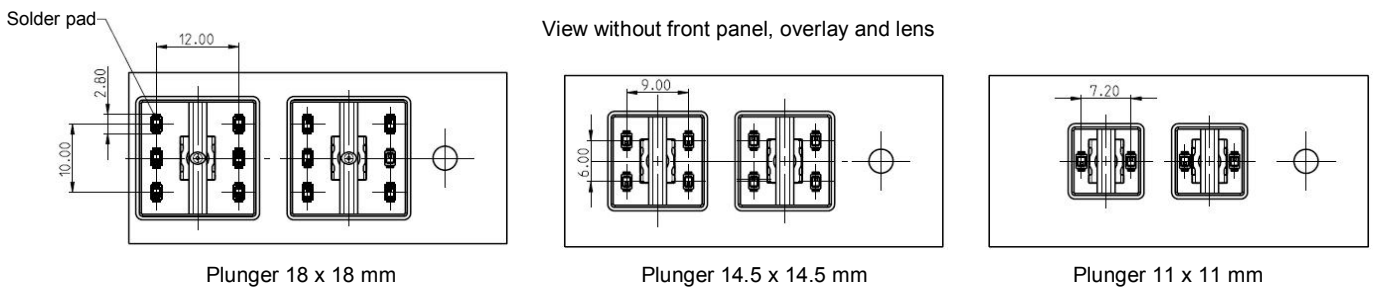 Solder pad
View without front panel, overlay and lens
12.00
2.80
10.00
9.00
6.00
7.20
Plunger 18 x 18 mm
Plunger 14.5 x 14.5 mm
Plunger 11 x 11 mm